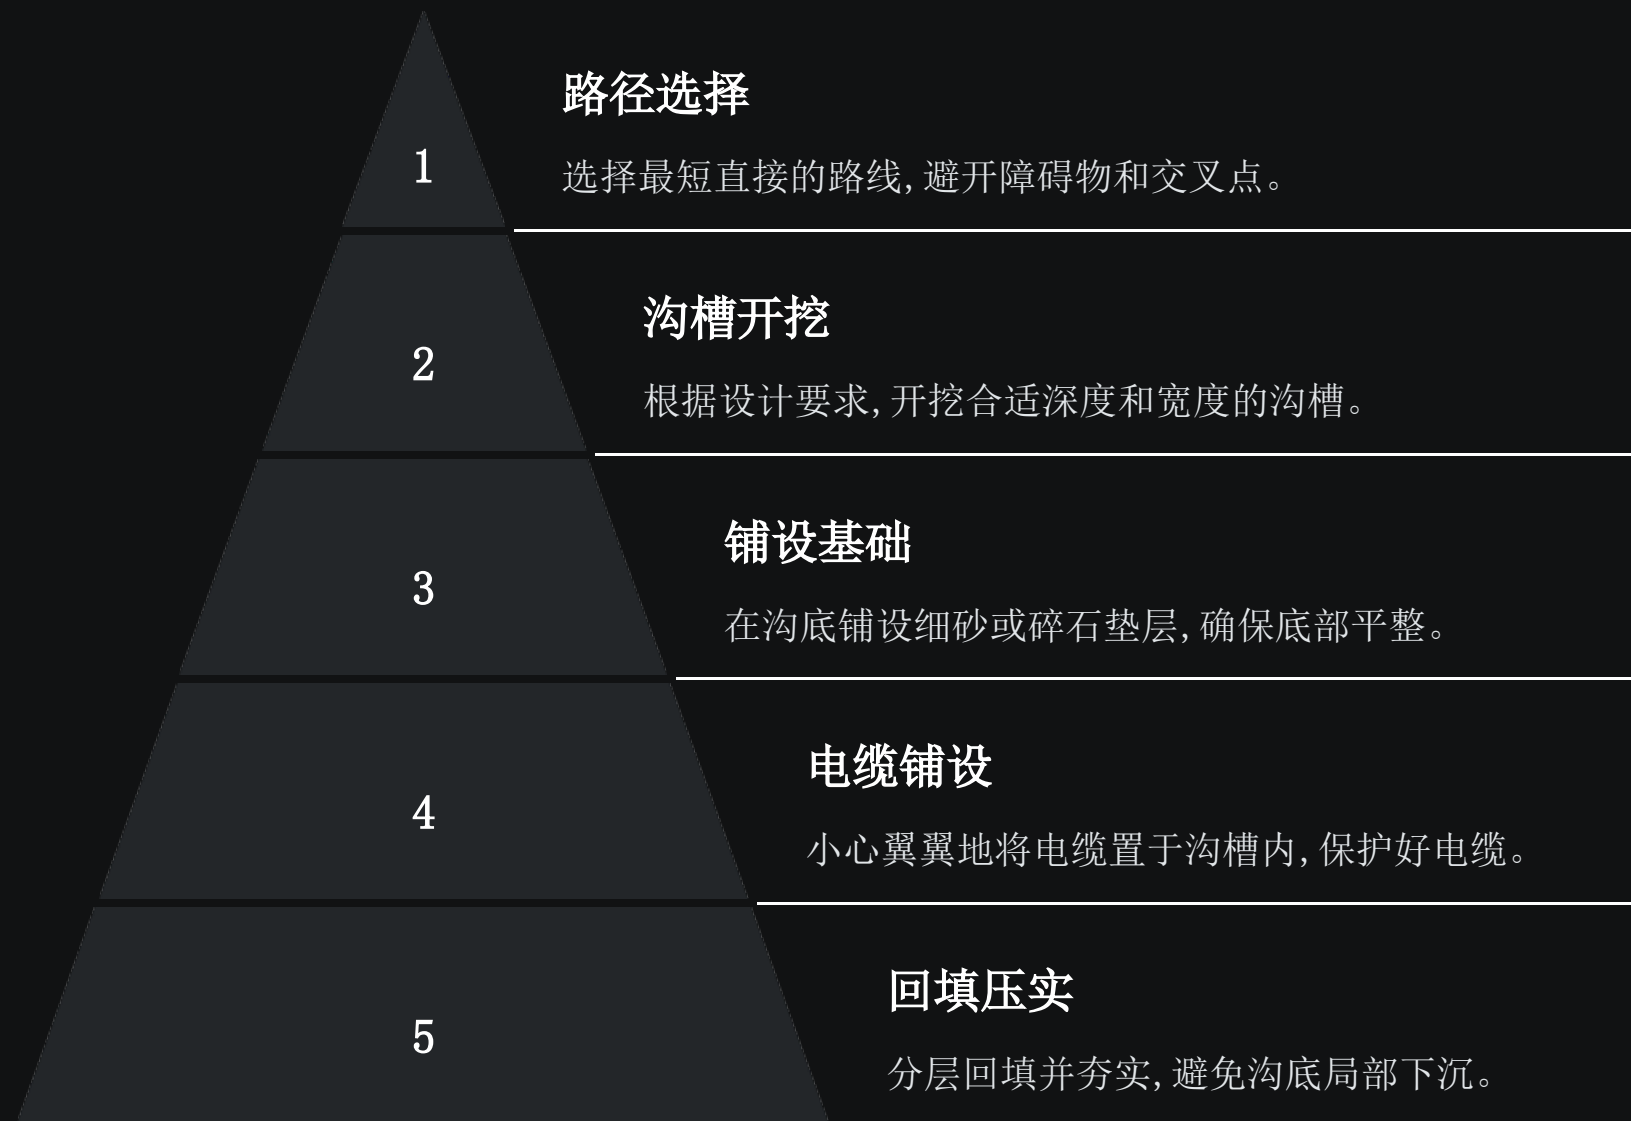 1
路径选择
选择最短直接的路线,避开障碍物和交叉点。
2
沟槽开挖
根据设计要求,开挖合适深度和宽度的沟槽。
3
铺设基础
在沟底铺设细砂或碎石垫层,确保底部平整。
4
电缆铺设
小心翼翼地将电缆置于沟槽内,保护好电缆。
5
回填压实
分层回填并夯实,避免沟底局部下沉。